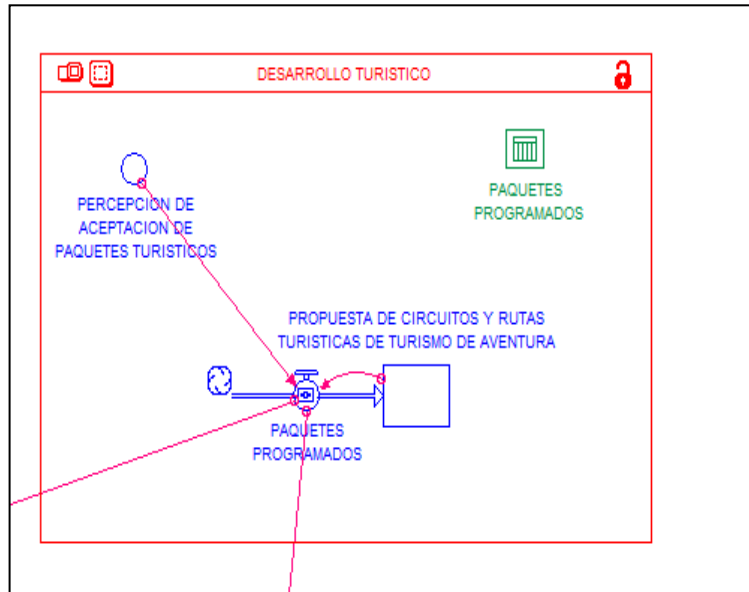 DESARROLLO TURISTICO
PERCEPCION DE
ACEPTACION DE
PAQUETES TURISTICOS
PAQUETES
PROGRAMADOS
PROPUESTA DE CIRCUITOS Y RUTAS
TURISTICAS DE TURISMO DE AVENTURA
PAQUETES
PROGRAMADOS